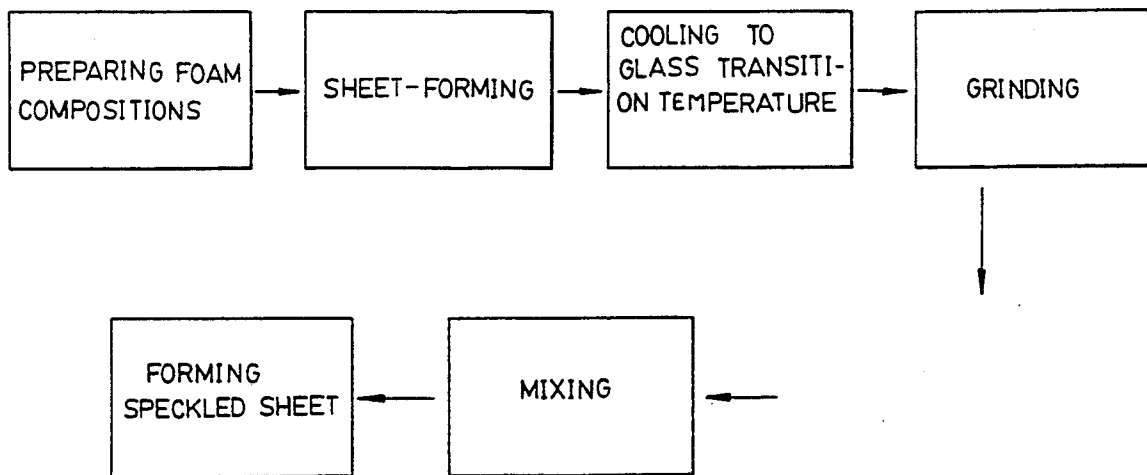 PREPARING FOAM
COMPOSITIONS
SHEET-FORMING
COOLING TO
GLASS TRANSITI-
ON TEMPERATURE
GRINDING
FORMING
SPECKLED SHEET
MIXING